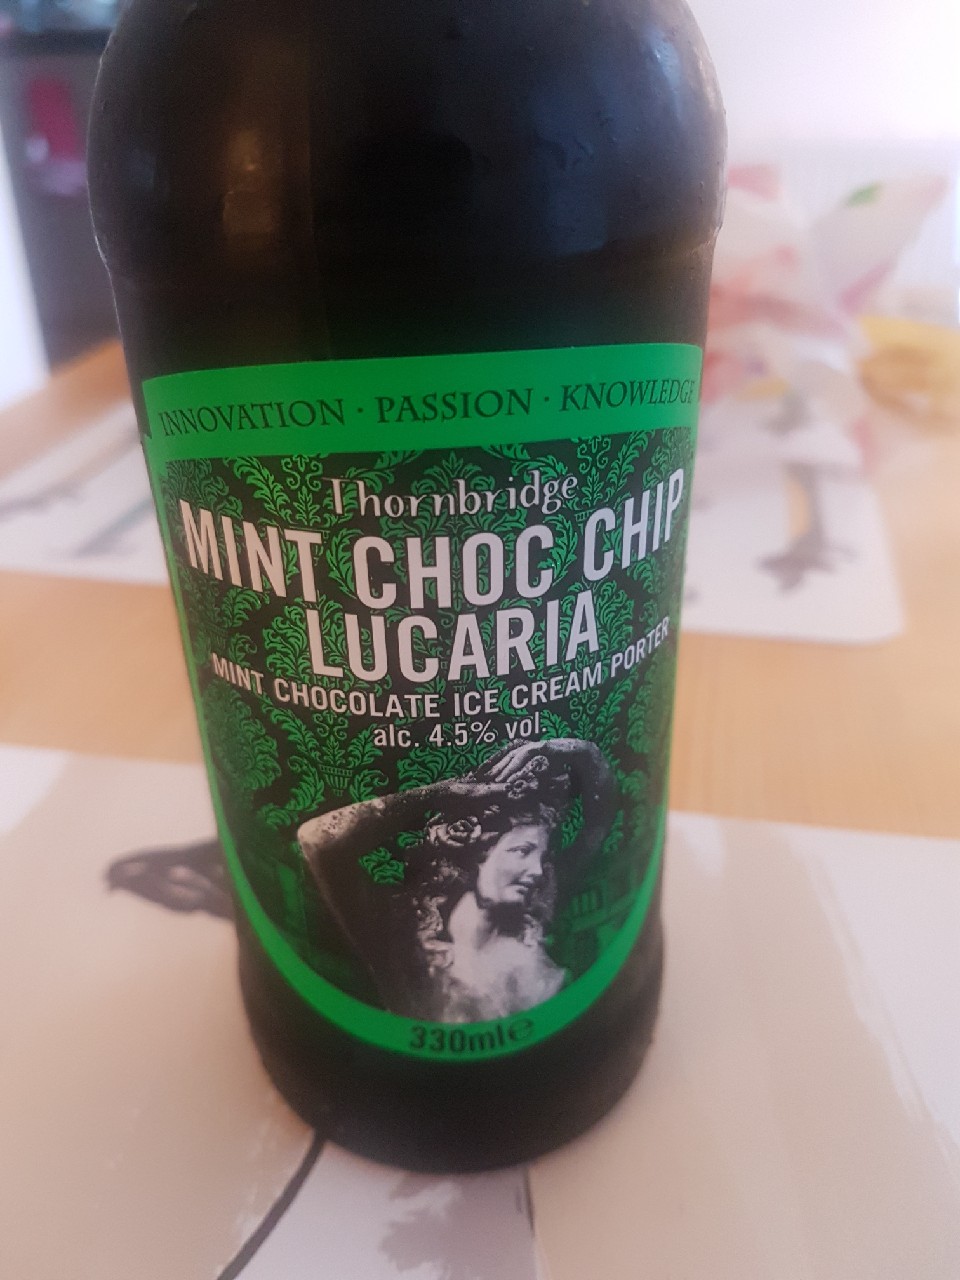 INNOVATION · PASSION · KNOWLEDGE
Thornbridge
MINT CHOC CHIP
LUCARIA
MINT CHOCOLATE ICE CREAM PORTER
alc. 4.5% vol.
330ml℮